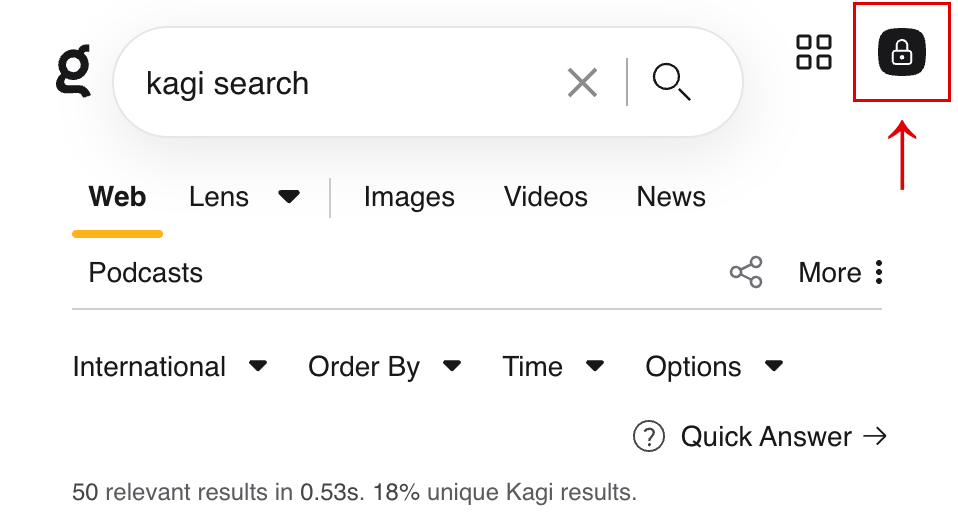 g kagi search
Web Lens Images Videos News
Podcasts More
International Order By Time Options
? Quick Answer →
50 relevant results in 0.53s. 18% unique Kagi results.